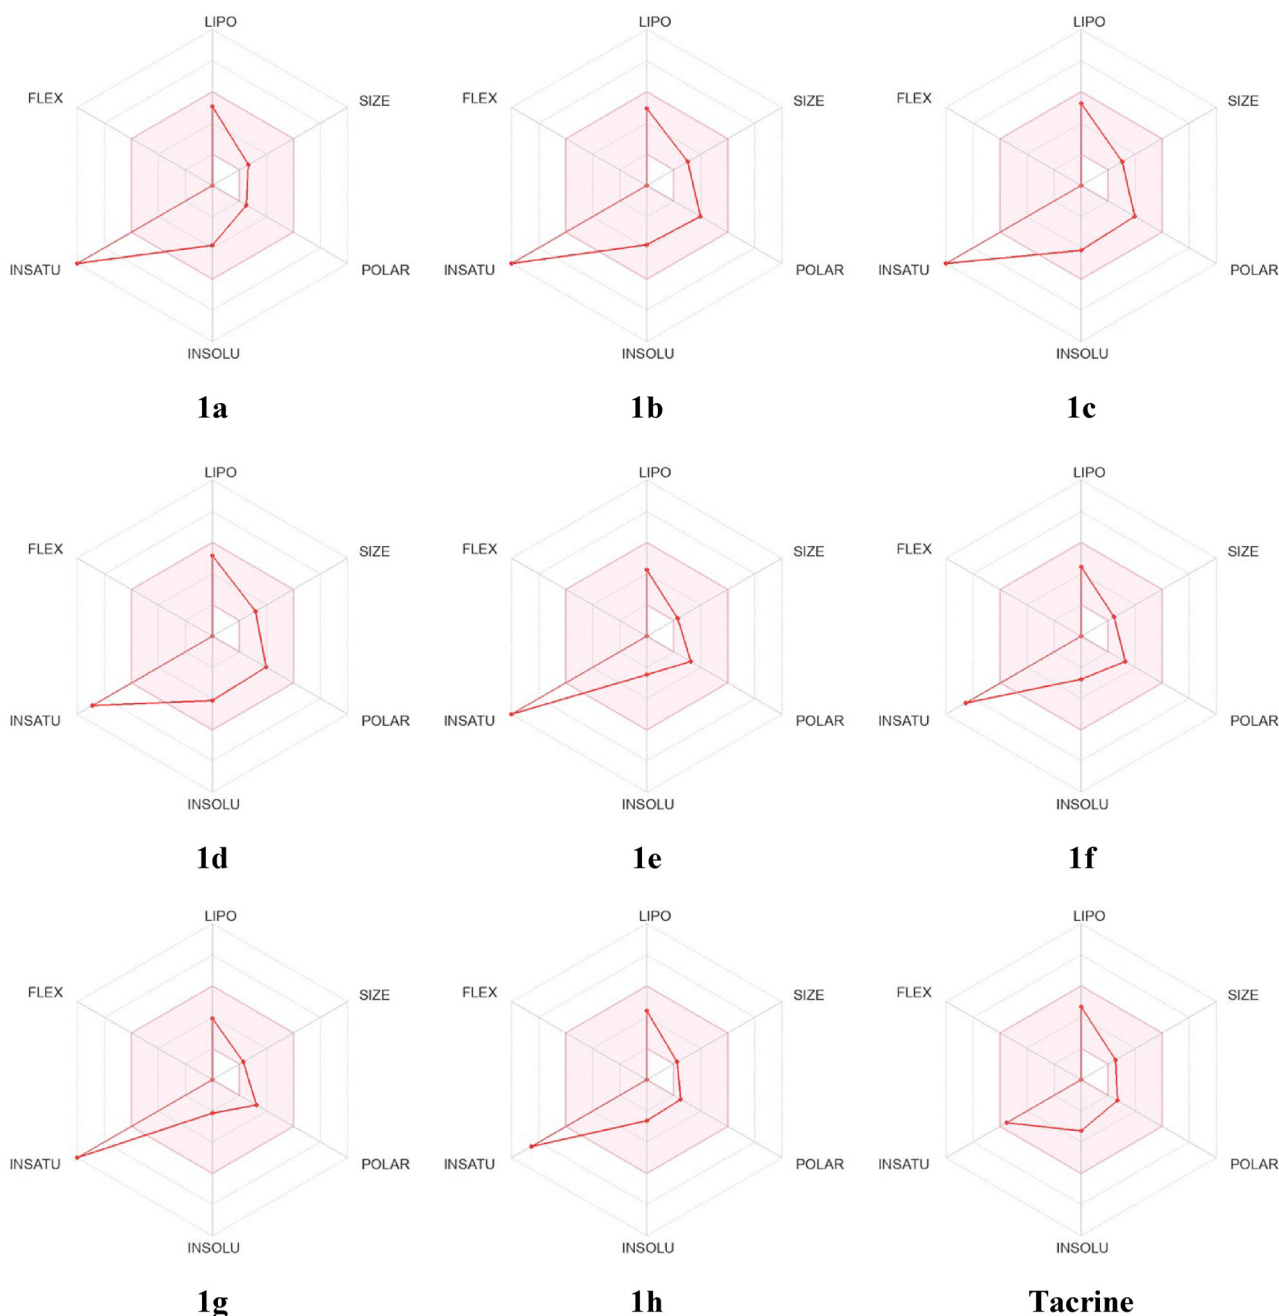 LIPO LIPO LIPO
FLEX SIZE FLEX SIZE FLEX SIZE
INSATU POLAR INSATU POLAR INSATU POLAR
INSOLU INSOLU INSOLU
1a 1b 1c
LIPO LIPO LIPO
FLEX SIZE FLEX SIZE FLEX SIZE
INSATU POLAR INSATU POLAR INSATU POLAR
INSOLU INSOLU INSOLU
1d 1e 1f
LIPO LIPO LIPO
FLEX SIZE FLEX SIZE FLEX SIZE
INSATU POLAR INSATU POLAR INSATU POLAR
INSOLU INSOLU INSOLU
1g 1h Tacrine